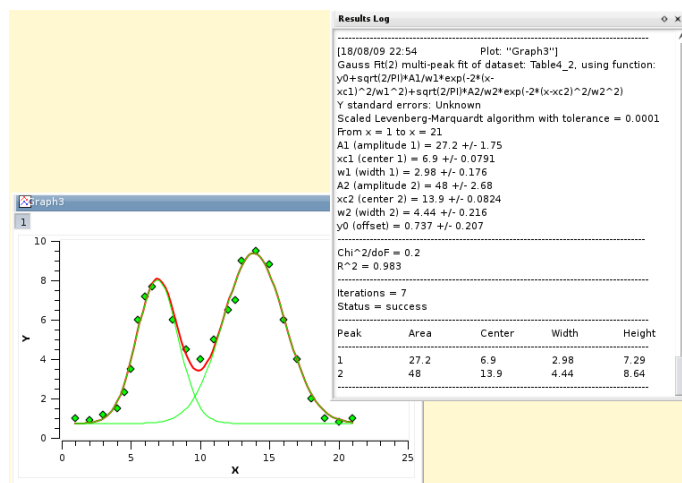 Results Log
[18/08/09 22:54 Plot: "Graph3"]
Gauss Fit(2) multi-peak fit of dataset: Table4_2, using function:
y0+sqrt(2/PI)*A1/w1*exp(-2*(x-
xc1)^2/w1^2)+sqrt(2/PI)*A2/w2*exp(-2*(x-xc2)^2/w2^2)
Y standard errors: Unknown
Scaled Levenberg-Marquardt algorithm with tolerance = 0.0001
From x = 1 to x = 21
A1 (amplitude 1) = 27.2 +/- 1.75
xc1 (center 1) = 6.9 +/- 0.0791
w1 (width 1) = 2.98 +/- 0.176
A2 (amplitude 2) = 48 +/- 2.68
xc2 (center 2) = 13.9 +/- 0.0824
w2 (width 2) = 4.44 +/- 0.216
y0 (offset) = 0.737 +/- 0.207
Chi^2/doF = 0.2
R^2 = 0.983
Iterations = 7
Status = success
Peak Area Center Width Height
1 27.2 6.9 2.98 7.29
2 48 13.9 4.44 8.64
Graph3
1
10
8
6
4
2
0
Y
0 5 10 15 20 25
X